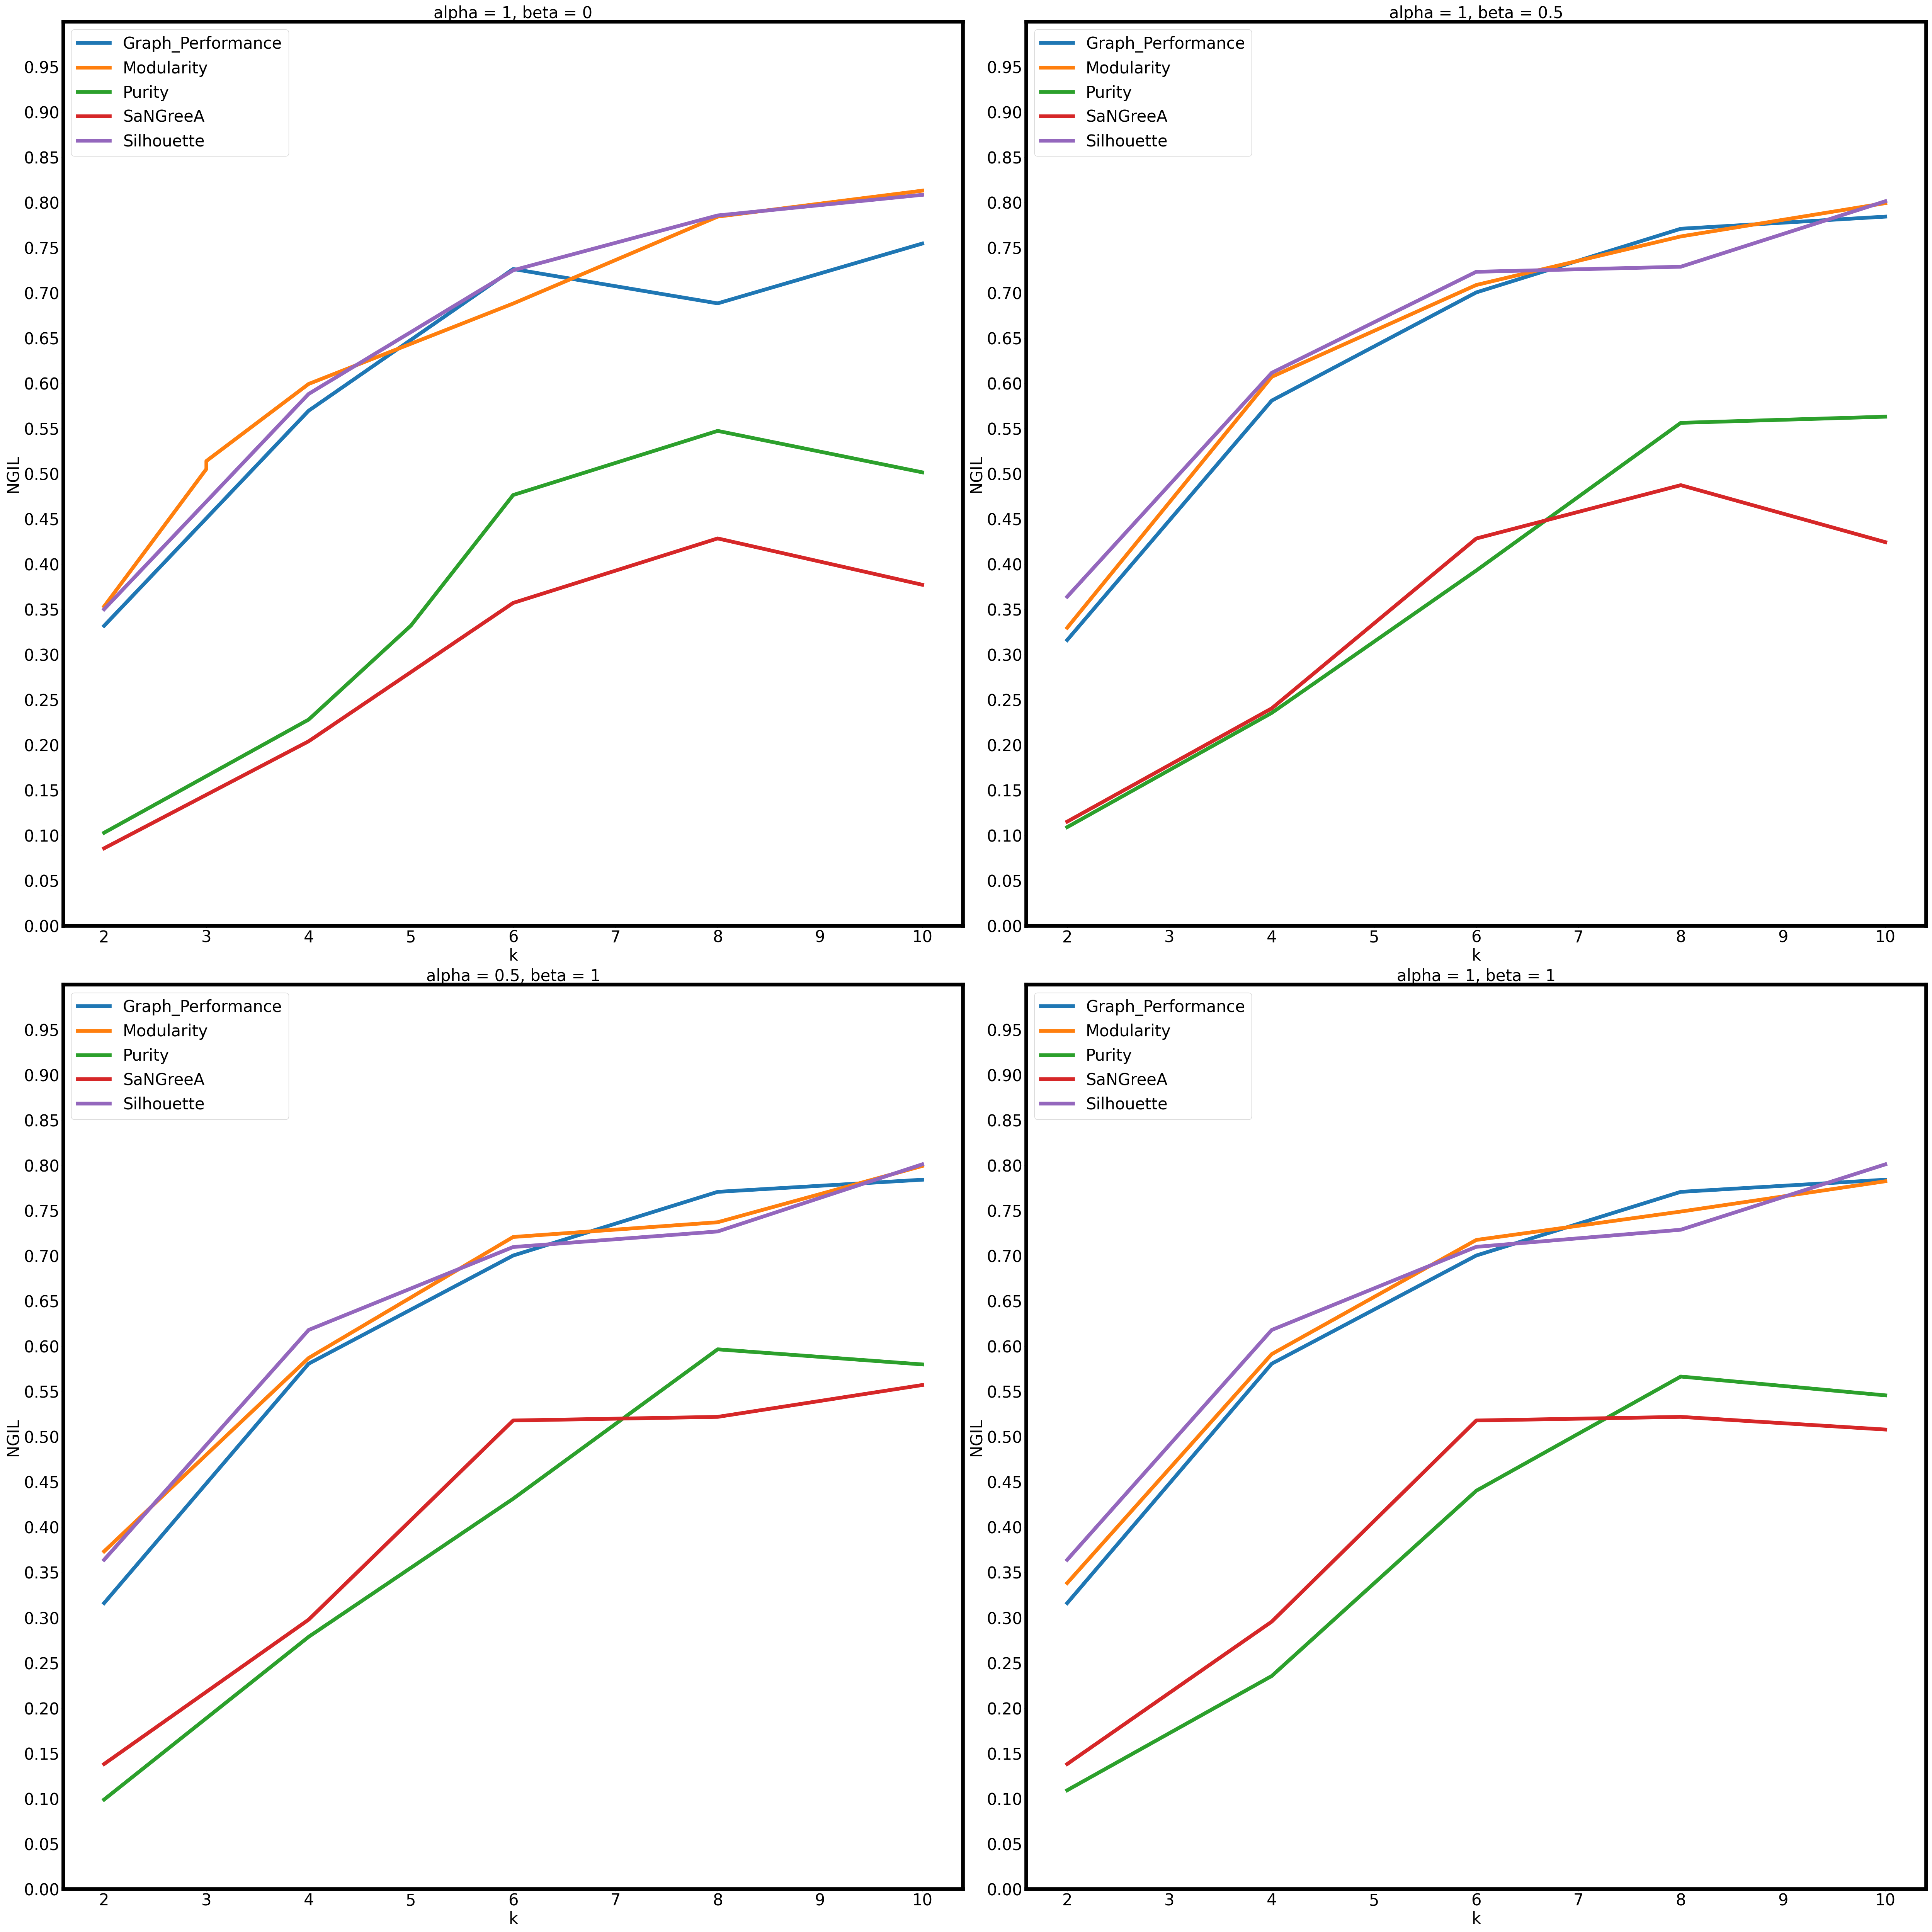 alpha = 1, beta = 0
Graph_Performance
Modularity
Purity
SaNGreeA
Silhouette
0.95
0.90
0.85
0.80
0.75
0.70
0.65
0.60
0.55
0.50
0.45
0.40
0.35
0.30
0.25
0.20
0.15
0.10
0.05
0.00
NGIL
2 3 4 5 6 7 8 9 10
k
alpha = 1, beta = 0.5
Graph_Performance
Modularity
Purity
SaNGreeA
Silhouette
0.95
0.90
0.85
0.80
0.75
0.70
0.65
0.60
0.55
0.50
0.45
0.40
0.35
0.30
0.25
0.20
0.15
0.10
0.05
0.00
NGIL
2 3 4 5 6 7 8 9 10
k
alpha = 0.5, beta = 1
Graph_Performance
Modularity
Purity
SaNGreeA
Silhouette
0.95
0.90
0.85
0.80
0.75
0.70
0.65
0.60
0.55
0.50
0.45
0.40
0.35
0.30
0.25
0.20
0.15
0.10
0.05
0.00
NGIL
2 3 4 5 6 7 8 9 10
k
alpha = 1, beta = 1
Graph_Performance
Modularity
Purity
SaNGreeA
Silhouette
0.95
0.90
0.85
0.80
0.75
0.70
0.65
0.60
0.55
0.50
0.45
0.40
0.35
0.30
0.25
0.20
0.15
0.10
0.05
0.00
NGIL
2 3 4 5 6 7 8 9 10
k